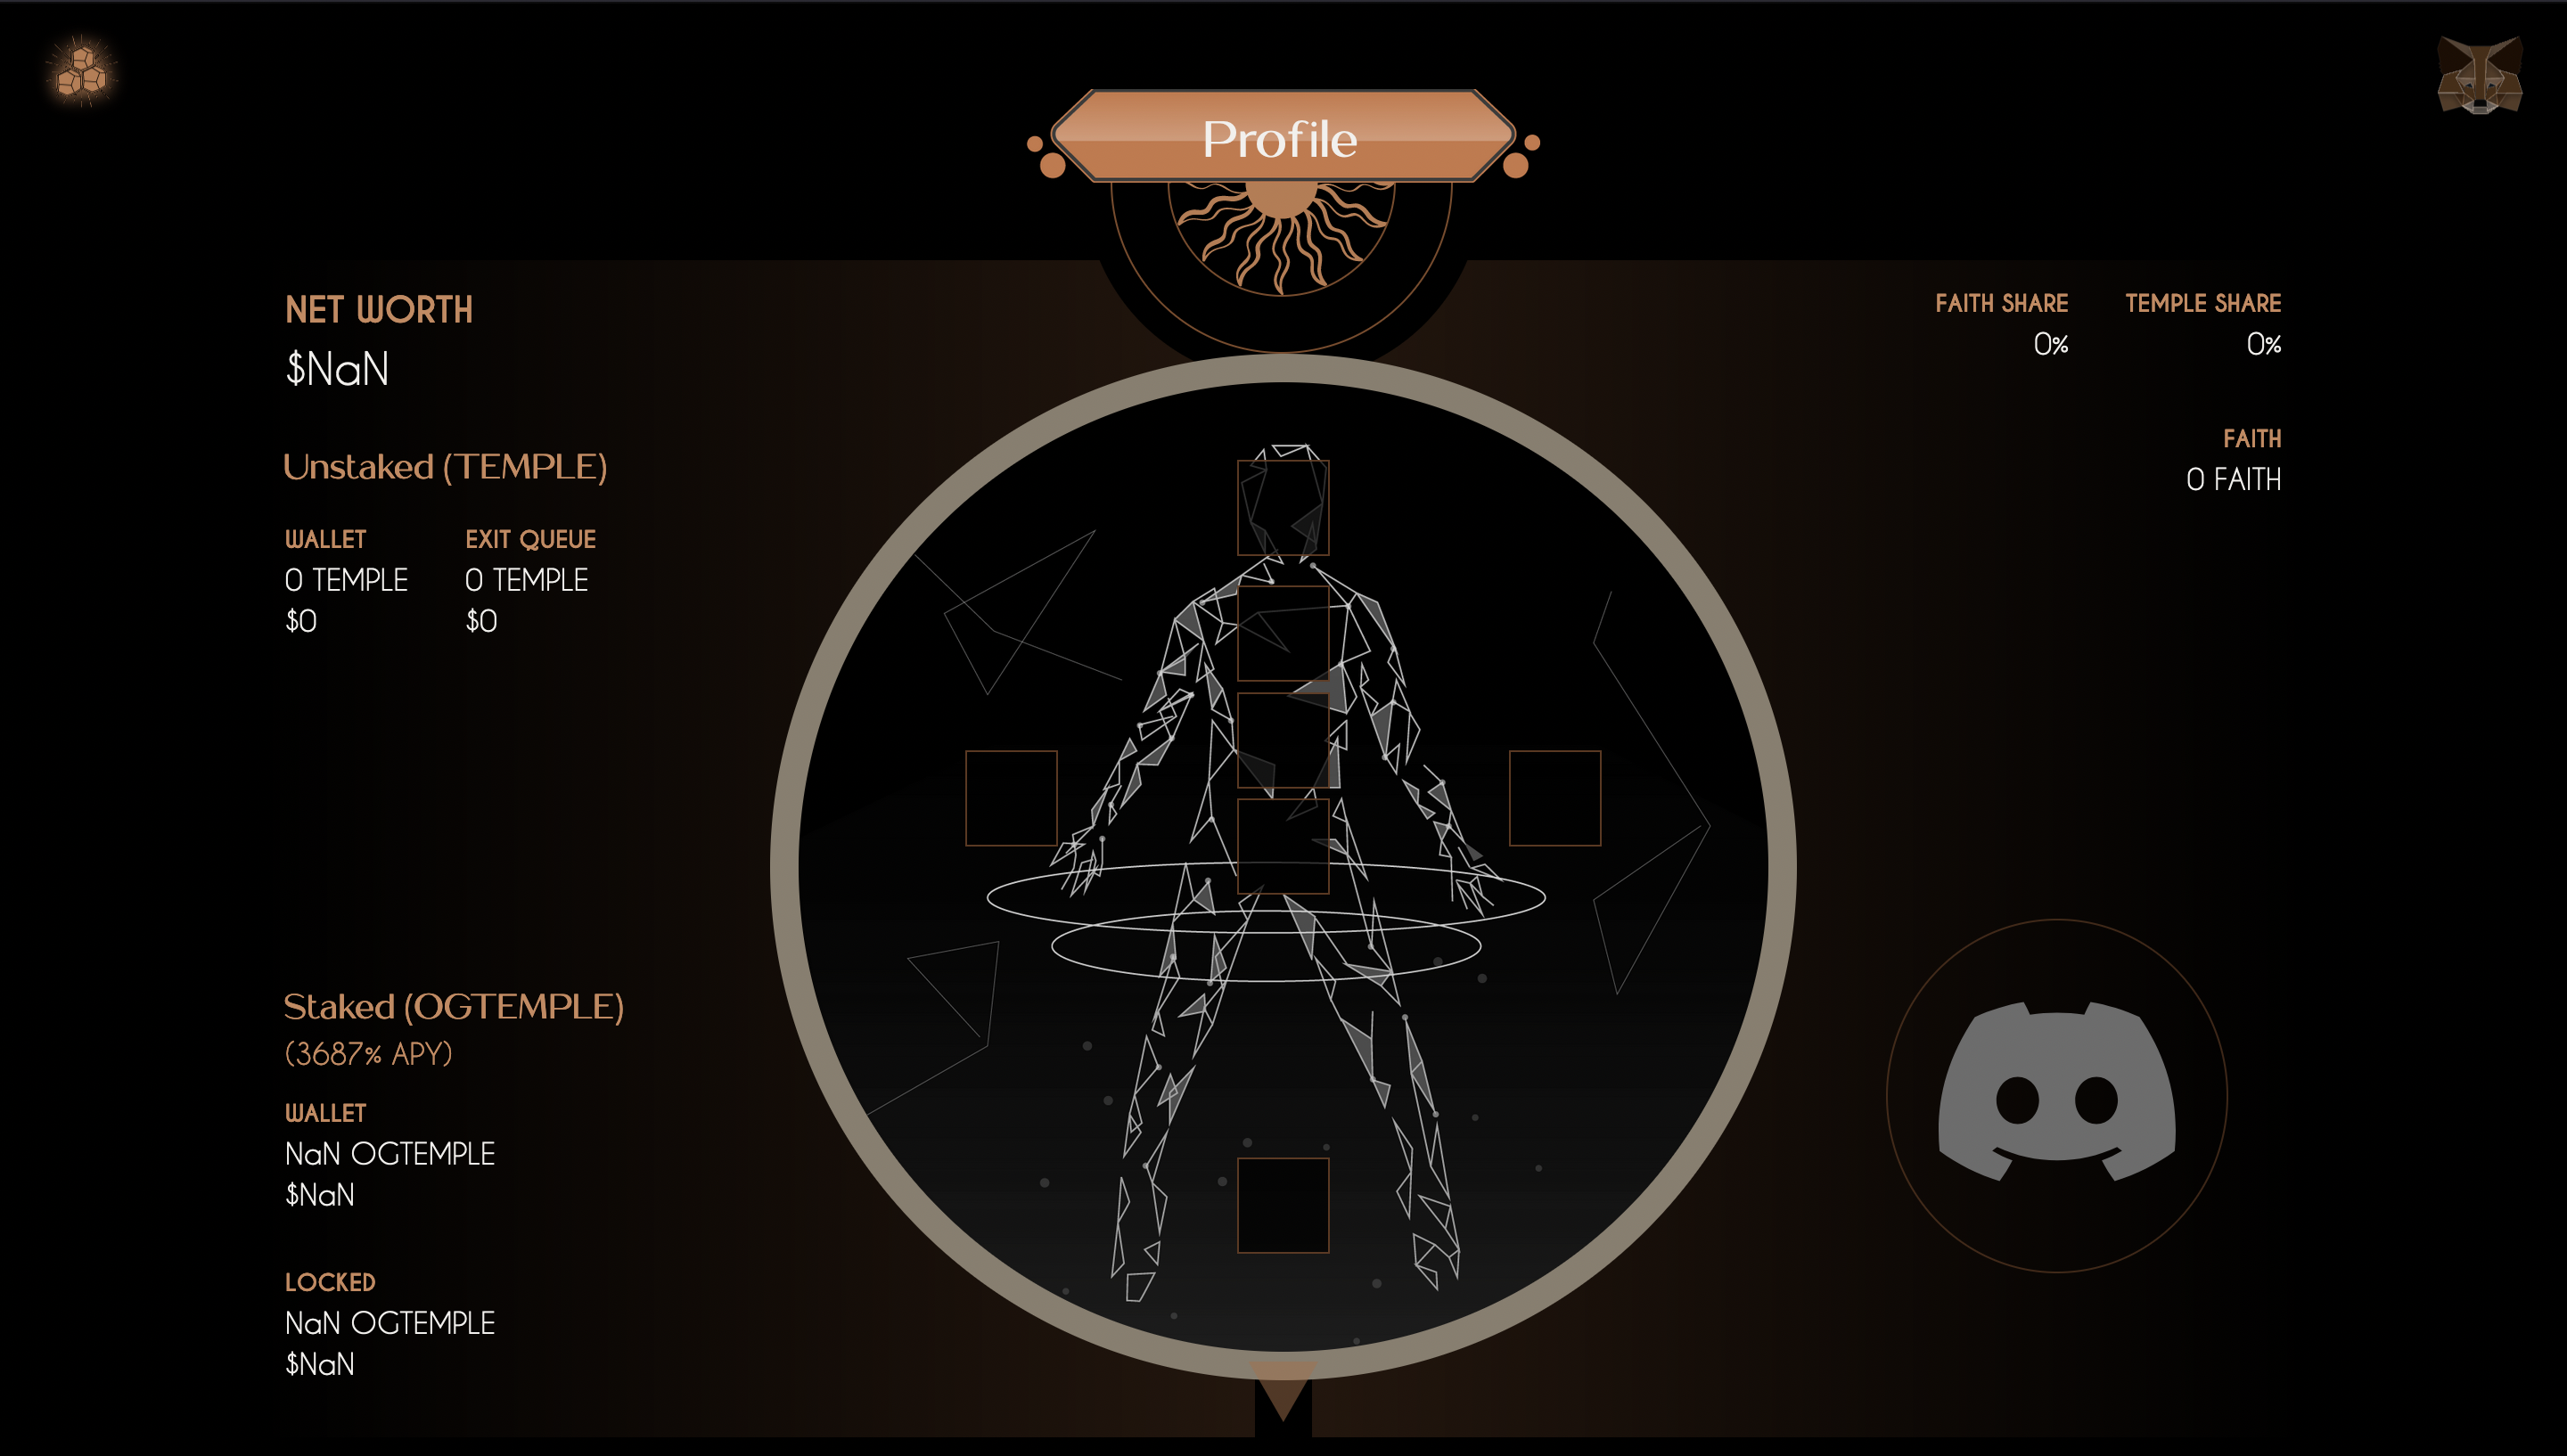 Profile
NET WORTH
$NaN
Unstaked (TEMPLE)
WALLET
0 TEMPLE
$0
EXIT QUEUE
0 TEMPLE
$0
Staked (OGTEMPLE)
(3687% APY)
WALLET
NaN OGTEMPLE
$NaN
LOCKED
NaN OGTEMPLE
$NaN
FAITH SHARE
0%
TEMPLE SHARE
0%
FAITH
0 FAITH